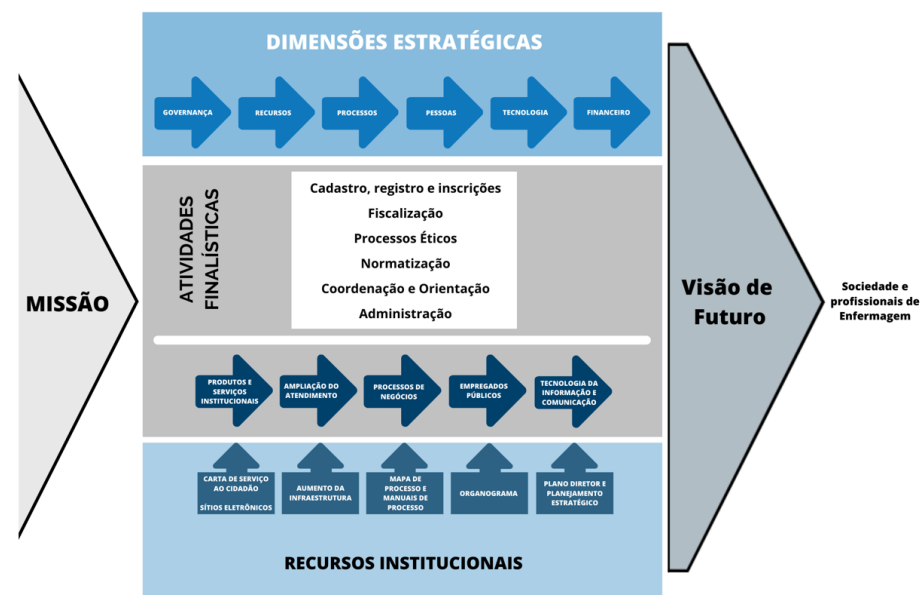 DIMENSÕES ESTRATÉGICAS
GOVERNANÇA
RECURSOS
PROCESSOS
PESSOAS
TECNOLOGIA
FINANCEIRO
MISSÃO
ATIVIDADES
FINALÍSTICAS
Cadastro, registro e inscrições
Fiscalização
Processos Éticos
Normatização
Coordenação e Orientação
Administração
PRODUTOS E
SERVIÇOS
INSTITUCIONAIS
AMPLIAÇÃO DO
ATENDIMENTO
PROCESSOS DE
NEGÓCIOS
EMPREGADOS
PÚBLICOS
TECNOLOGIA DA
INFORMAÇÃO E
COMUNICAÇÃO
CARTA DE SERVIÇO
AO CIDADÃO
SÍTIOS ELETRÔNICOS
AUMENTO DA
INFRAESTRUTURA
MAPA DE
PROCESSO E
MANUAIS DE
PROCESSO
ORGANOGRAMA
PLANO DIRETOR E
PLANEJAMENTO
ESTRATÉGICO
RECURSOS INSTITUCIONAIS
Visão de
Futuro
Sociedade e
profissionais de
Enfermagem